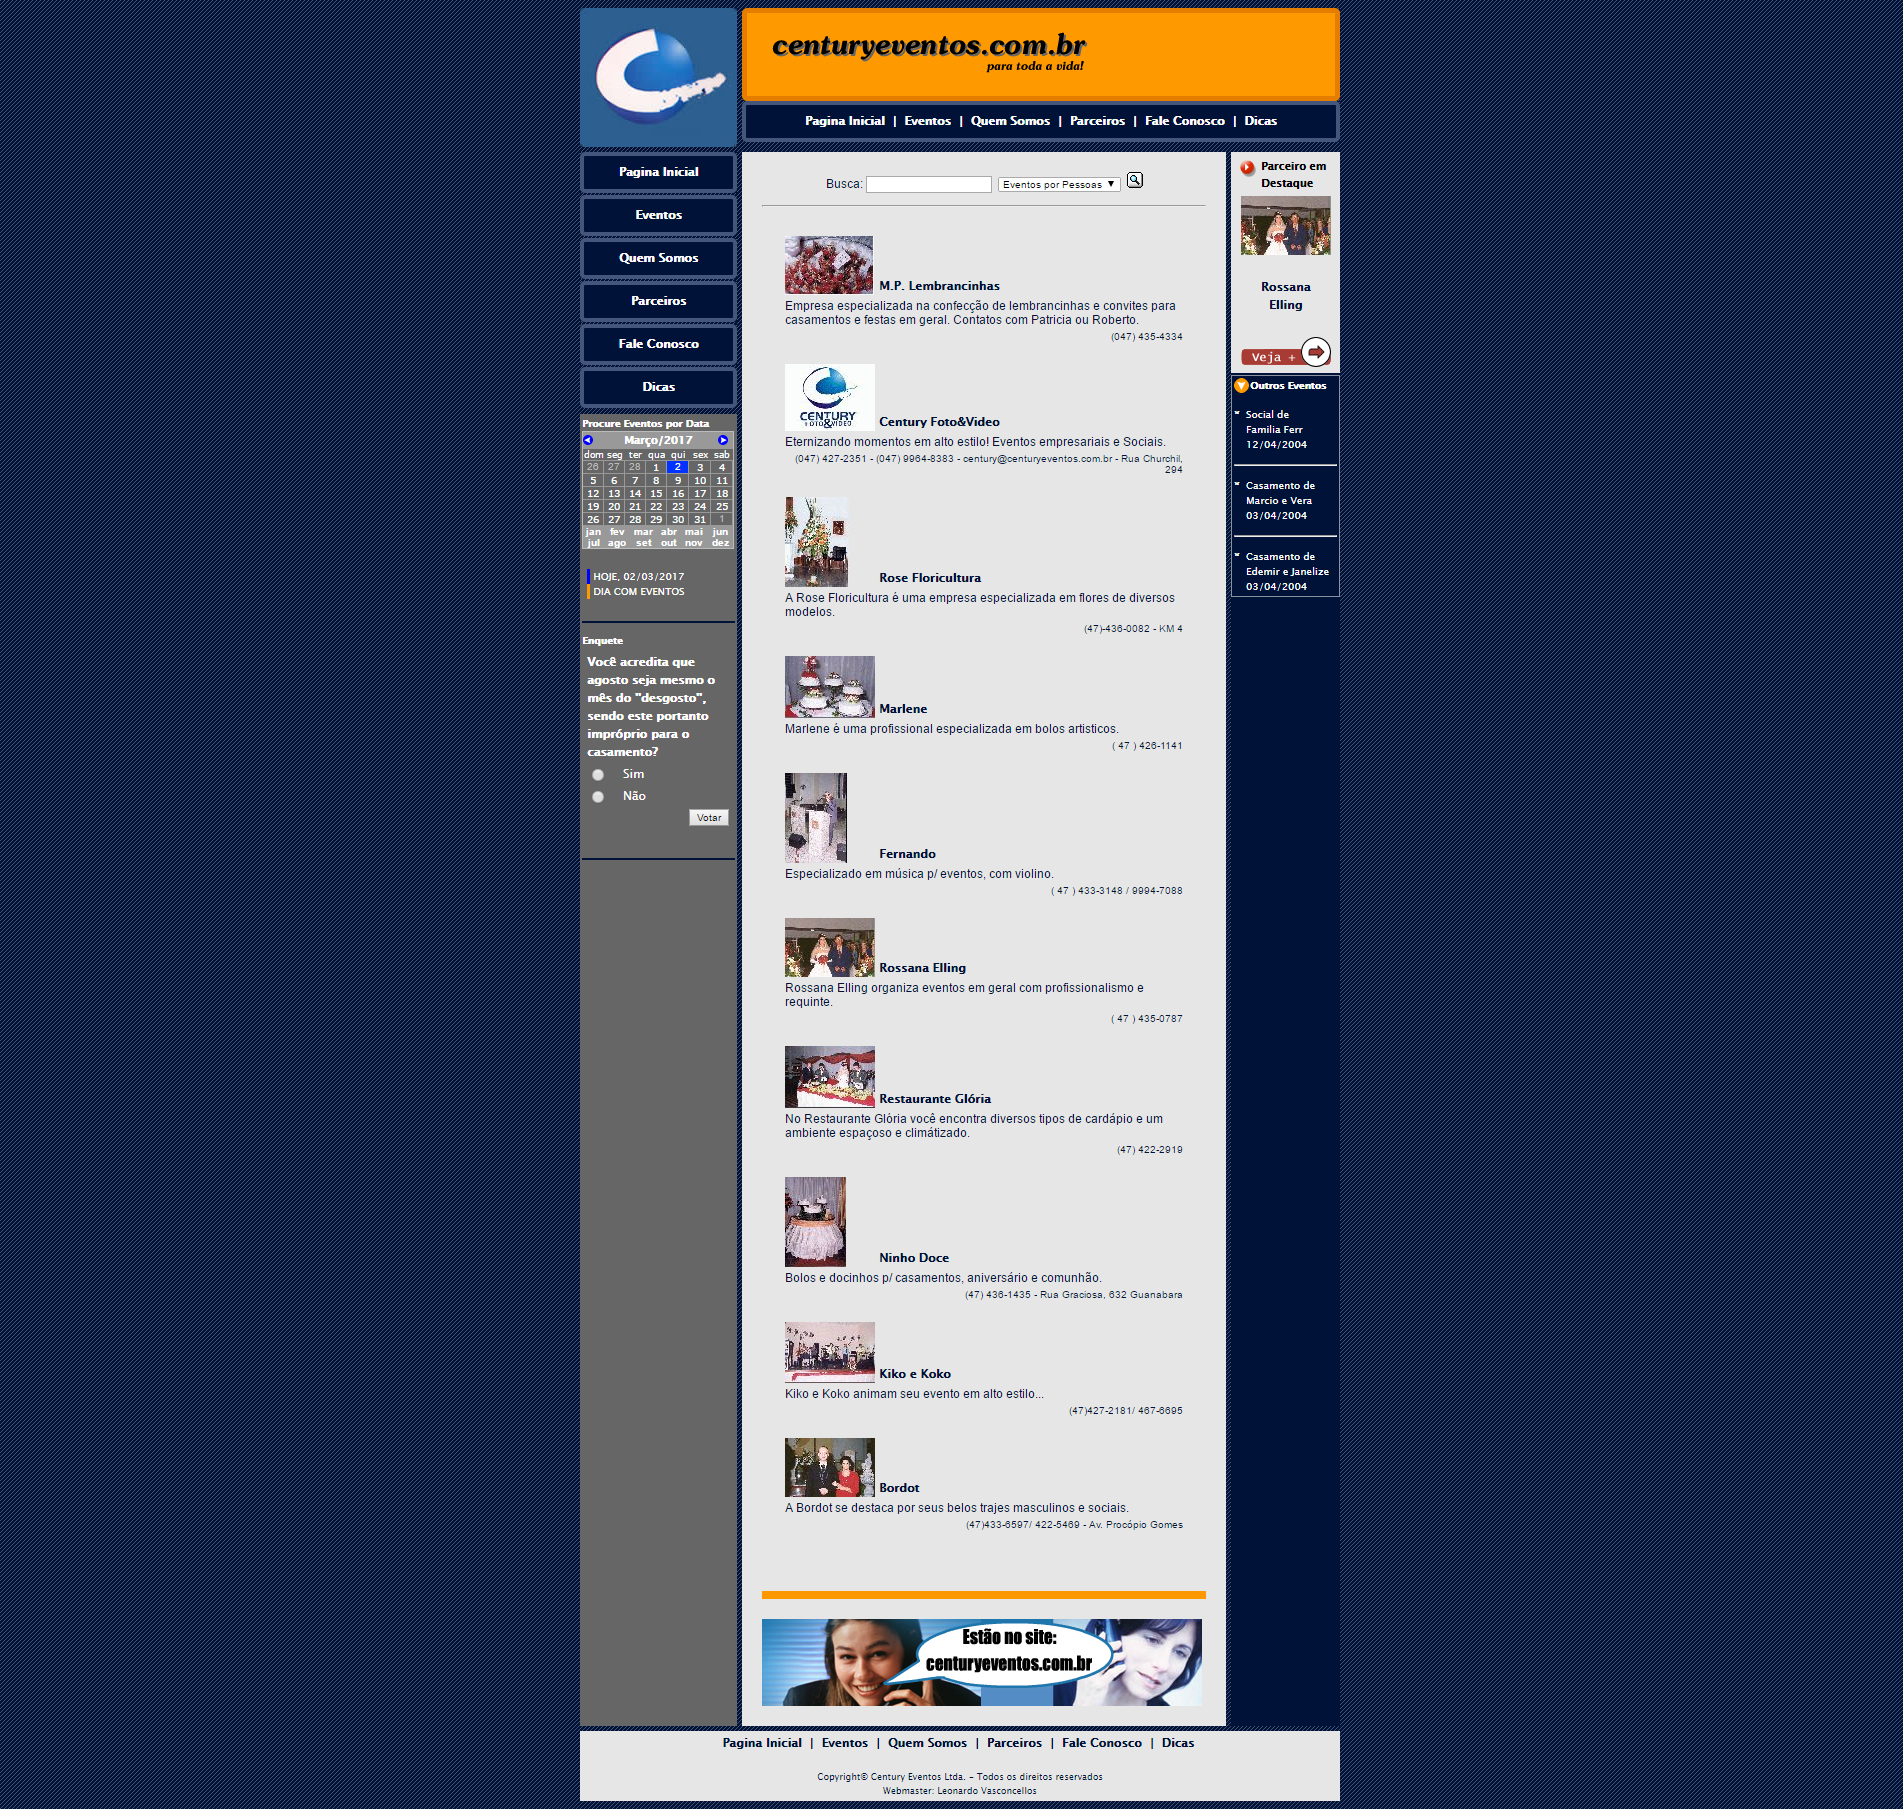 centuryeventos.com.br
para toda a vida!
Pagina Inicial | Eventos | Quem Somos | Parceiros | Fale Conosco | Dicas
Pagina Inicial
Eventos
Quem Somos
Parceiros
Fale Conosco
Dicas
Procure Eventos por Data
Março/2017
dom seg ter qua qui sex sab
26 27 28 1 2 3 4
5 6 7 8 9 10 11
12 13 14 15 16 17 18
19 20 21 22 23 24 25
26 27 28 29 30 31 1
jan fev mar abr mai jun
jul ago set out nov dez
HOJE, 02/03/2017
DIA COM EVENTOS
Enquete
Você acredita que
agosto seja mesmo o
mês do "desgosto",
sendo este portanto
impróprio para o
casamento?
Sim
Não
Votar
Busca: Eventos por Pessoas
M.P. Lembrancinhas
Empresa especializada na confecção de lembrancinhas e convites para
casamentos e festas em geral. Contatos com Patricia ou Roberto.
(047) 435-4334
CENTURY
FOTO&VIDEO
Century Foto&Video
Eternizando momentos em alto estilo! Eventos empresariais e Sociais.
(047) 427-2351 - (047) 9964-8383 - century@centuryeventos.com.br - Rua Churchil,
294
Rose Floricultura
A Rose Floricultura é uma empresa especializada em flores de diversos
modelos.
(47)-436-0082 - KM 4
Marlene
Marlene é uma profissional especializada em bolos artisticos.
( 47 ) 426-1141
Fernando
Especializado em música p/ eventos, com violino.
( 47 ) 433-3148 / 9994-7088
Rossana Elling
Rossana Elling organiza eventos em geral com profissionalismo e
requinte.
( 47 ) 435-0787
Restaurante Glória
No Restaurante Glória você encontra diversos tipos de cardápio e um
ambiente espaçoso e climátizado.
(47) 422-2919
Ninho Doce
Bolos e docinhos p/ casamentos, aniversário e comunhão.
(47) 436-1435 - Rua Graciosa, 632 Guanabara
Kiko e Koko
Kiko e Koko animam seu evento em alto estilo...
(47)427-2181/ 467-6695
Bordot
A Bordot se destaca por seus belos trajes masculinos e sociais.
(47)433-6597/ 422-5469 - Av. Procópio Gomes
Estão no site:
centuryeventos.com.br
Parceiro em
Destaque
Rossana
Elling
Veja +
Outros Eventos
Social de
Familia Ferr
12/04/2004
Casamento de
Marcio e Vera
03/04/2004
Casamento de
Edemir e Janelize
03/04/2004
Pagina Inicial | Eventos | Quem Somos | Parceiros | Fale Conosco | Dicas
Copyright© Century Eventos Ltda. - Todos os direitos reservados
Webmaster: Leonardo Vasconcellos